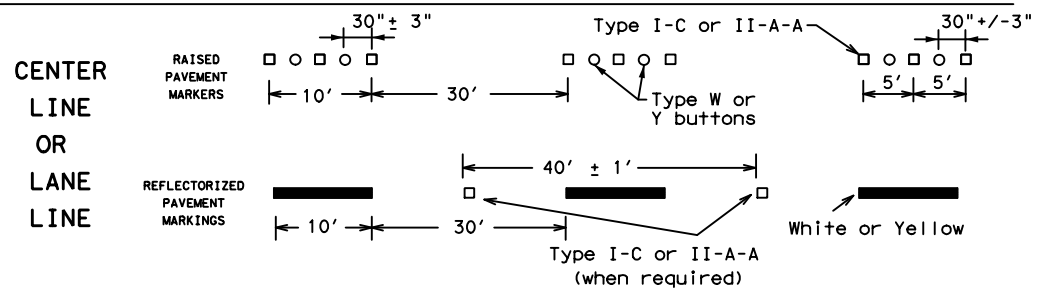 CENTER
LINE
OR
LANE
LINE
RAISED
PAVEMENT
MARKERS
30"± 3"
10'
30'
Type I-C or II-A-A
Type W or
Y buttons
30"+/-3"
5'
5'
REFLECTORIZED
PAVEMENT
MARKINGS
10'
30'
40' ± 1'
Type I-C or II-A-A
(when required)
White or Yellow